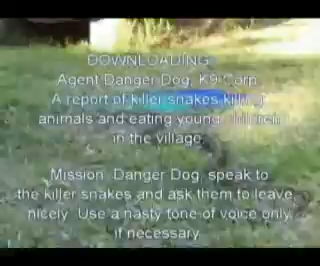 DOWNLOADING:
Agent Danger Dog, K9 Corp.
A report of killer snakes killing
animals and eating young children
in the village.
Mission: Danger Dog, speak to
the killer snakes and ask them to leave
nicely. Use a nasty tone of voice only
if necessary.